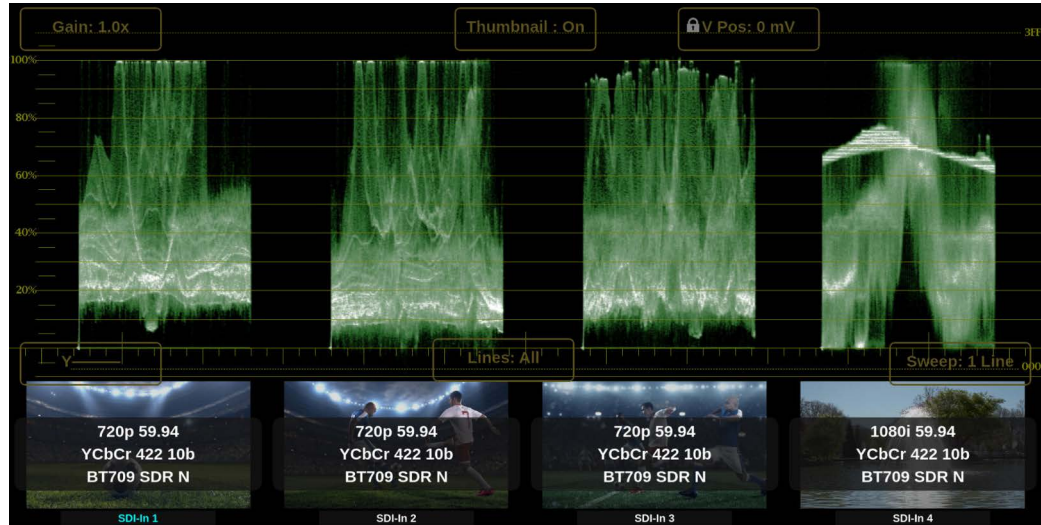 Gain: 1.0x
Thumbnail : On
V Pos: 0 mV
3FF
100%
80%
60%
40%
20%
Y
Lines: All
Sweep: 1 Line
000
720p 59.94
YCbCr 422 10b
BT709 SDR N
720p 59.94
YCbCr 422 10b
BT709 SDR N
720p 59.94
YCbCr 422 10b
BT709 SDR N
1080i 59.94
YCbCr 422 10b
BT709 SDR N
SDI-In 1
SDI-In 2
SDI-In 3
SDI-In 4